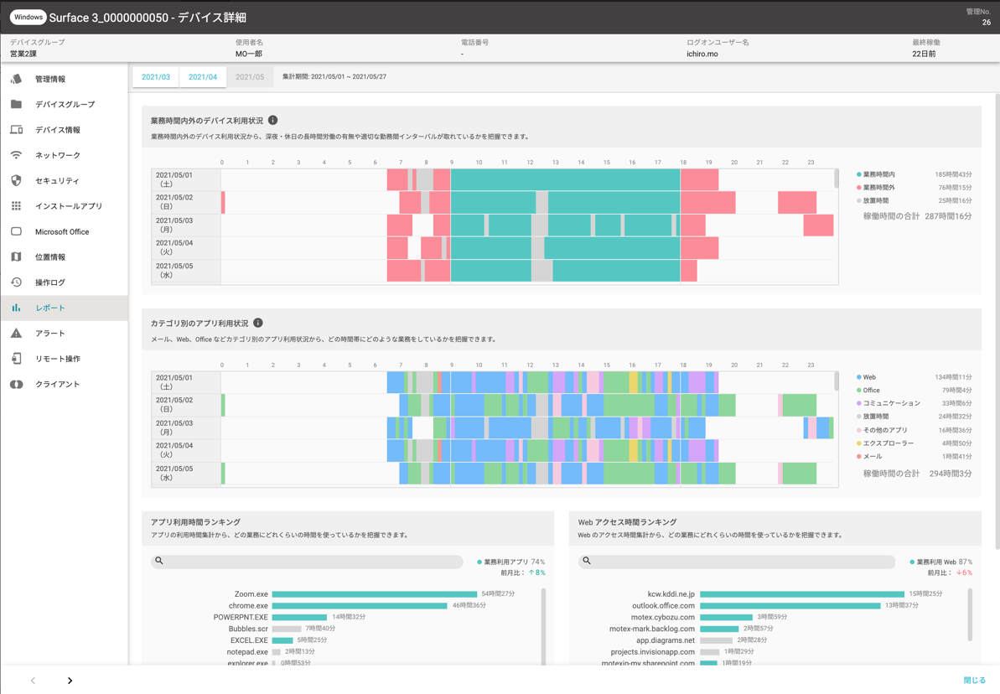 Windows Surface 3_0000000050 - デバイス詳細
管理No.
26
デバイスグループ 使用者名 電話番号 ログオンユーザー名 最終稼働
営業2課 MO一郎 - ichiro.mo 22日前
管理情報
デバイスグループ
デバイス情報
ネットワーク
セキュリティ
インストールアプリ
Microsoft Office
位置情報
操作ログ
レポート
アラート
リモート操作
クライアント
2021/03 2021/04 2021/05 集計期間: 2021/05/01 ~ 2021/05/27
業務時間内外のデバイス利用状況
業務時間内外のデバイス利用状況から、深夜・休日の長時間労働の有無や適切な勤務間インターバルが取れているかを把握できます。
0 1 2 3 4 5 6 7 8 9 10 11 12 13 14 15 16 17 18 19 20 21 22 23
2021/05/01
（土）
2021/05/02
（日）
2021/05/03
（月）
2021/05/04
（火）
2021/05/05
（水）
業務時間内 185時間43分
業務時間外 76時間15分
放置時間 25時間16分
稼働時間の合計 287時間16分
カテゴリ別のアプリ利用状況
メール、Web、Office などカテゴリ別のアプリ利用状況から、どの時間帯にどのような業務をしているかを把握できます。
0 1 2 3 4 5 6 7 8 9 10 11 12 13 14 15 16 17 18 19 20 21 22 23
2021/05/01
（土）
2021/05/02
（日）
2021/05/03
（月）
2021/05/04
（火）
2021/05/05
（水）
Web 134時間11分
Office 79時間4分
コミュニケーション 33時間6分
放置時間 24時間32分
その他のアプリ 16時間36分
エクスプローラー 4時間50分
メール 1時間41分
稼働時間の合計 294時間3分
アプリ利用時間ランキング
アプリの利用時間集計から、どの業務にどれくらいの時間を使っているかを把握できます。
業務利用アプリ 74%
前月比： ↑8%
Zoom.exe 54時間27分
chrome.exe 46時間36分
POWERPNT.EXE 14時間32分
Bubbles.scr 7時間40分
EXCEL.EXE 5時間25分
notepad.exe 2時間13分
explorer.exe 0時間53分
Web アクセス時間ランキング
Web のアクセス時間集計から、どの業務にどれくらいの時間を使っているかを把握できます。
業務利用 Web 87%
前月比： ↓6%
kcw.kddi.ne.jp 15時間25分
outlook.office.com 13時間37分
motex.cybozu.com 3時間59分
motex-mark.backlog.com 2時間57分
app.diagrams.net 2時間28分
projects.invisionapp.com 1時間29分
motexjp-my.sharepoint.com 1時間19分
閉じる